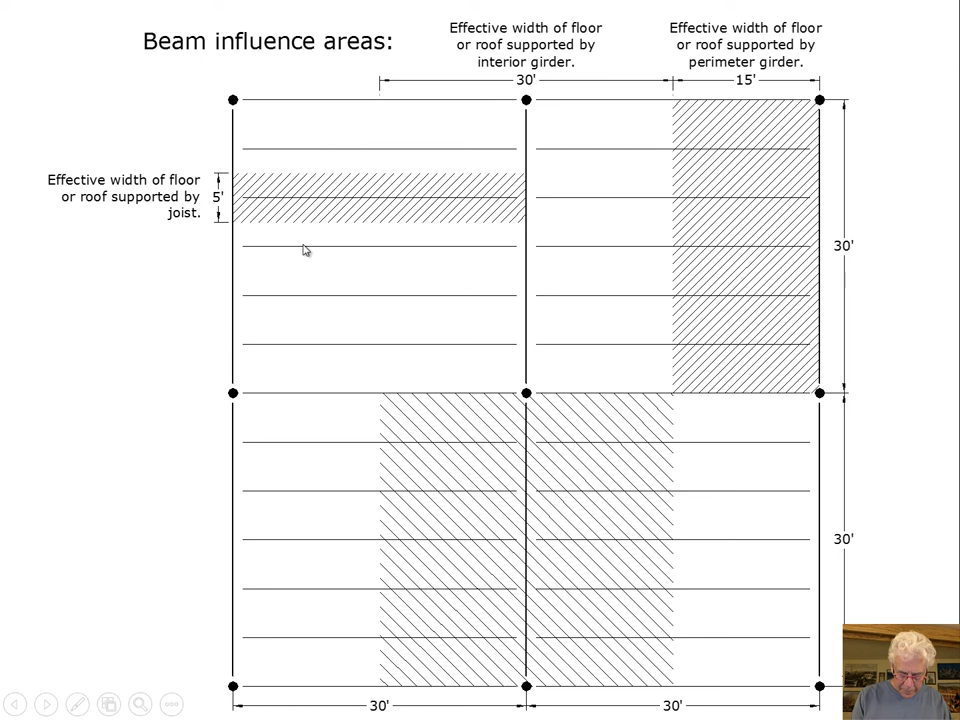 Beam influence areas:
Effective width of floor
or roof supported by
interior girder.
Effective width of floor
or roof supported by
perimeter girder.
30'
15'
Effective width of floor
or roof supported by
joist.
5'
30'
30'
30'
30'